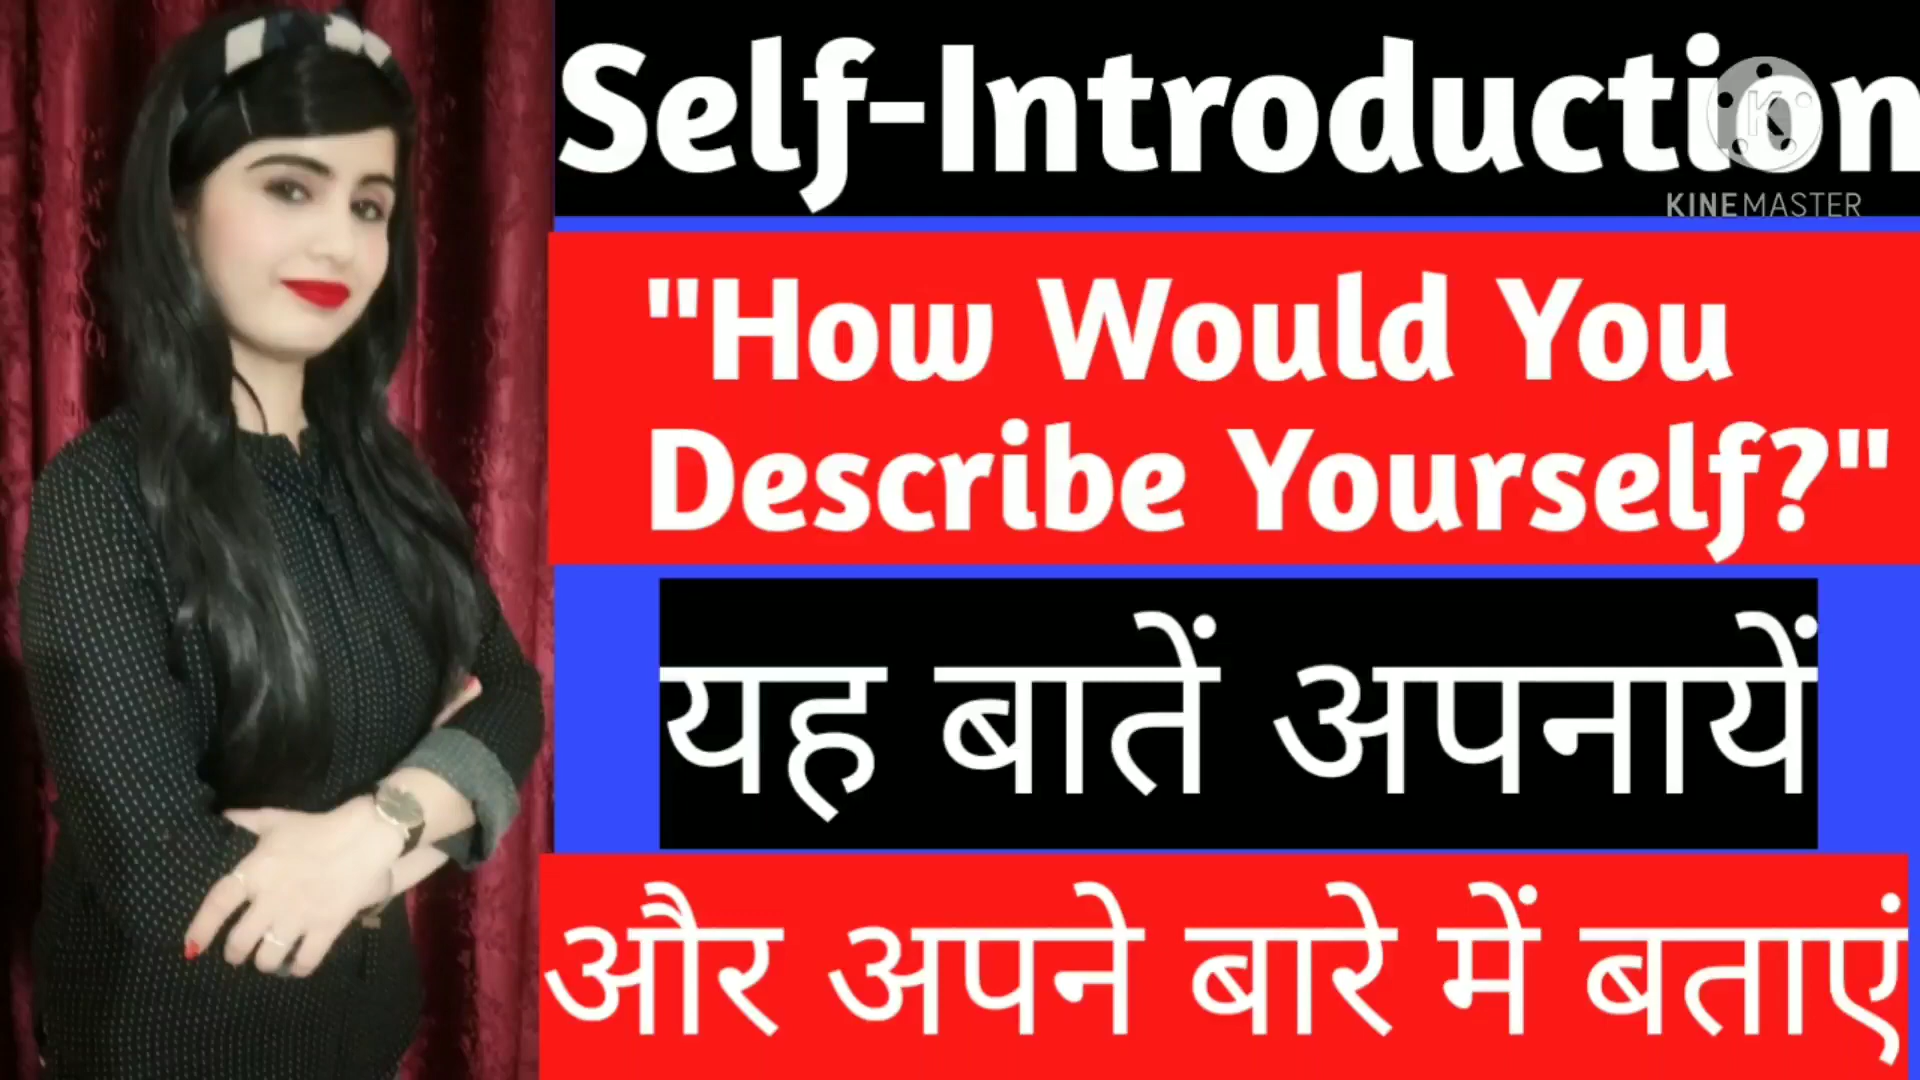 Self-Introduction
KINEMASTER
"How Would You
Describe Yourself?"
यह बातें अपनायें
और अपने बारे में बताएं